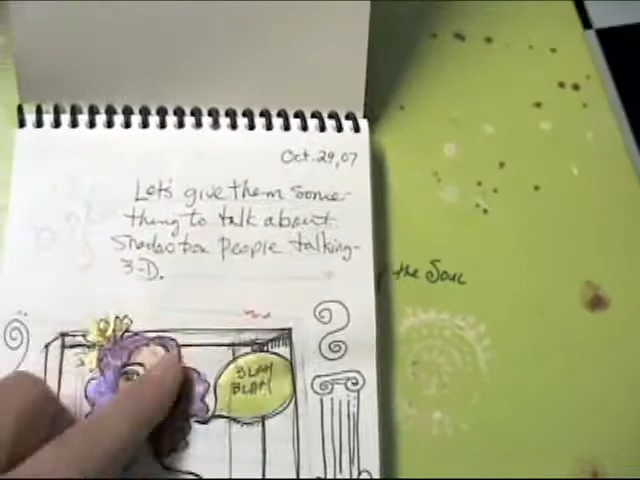 Oct. 29, 07
Let's give them some-
thing to talk about
Shadowbox people talking-
3-D.
the Soul
BLAH
BLAH